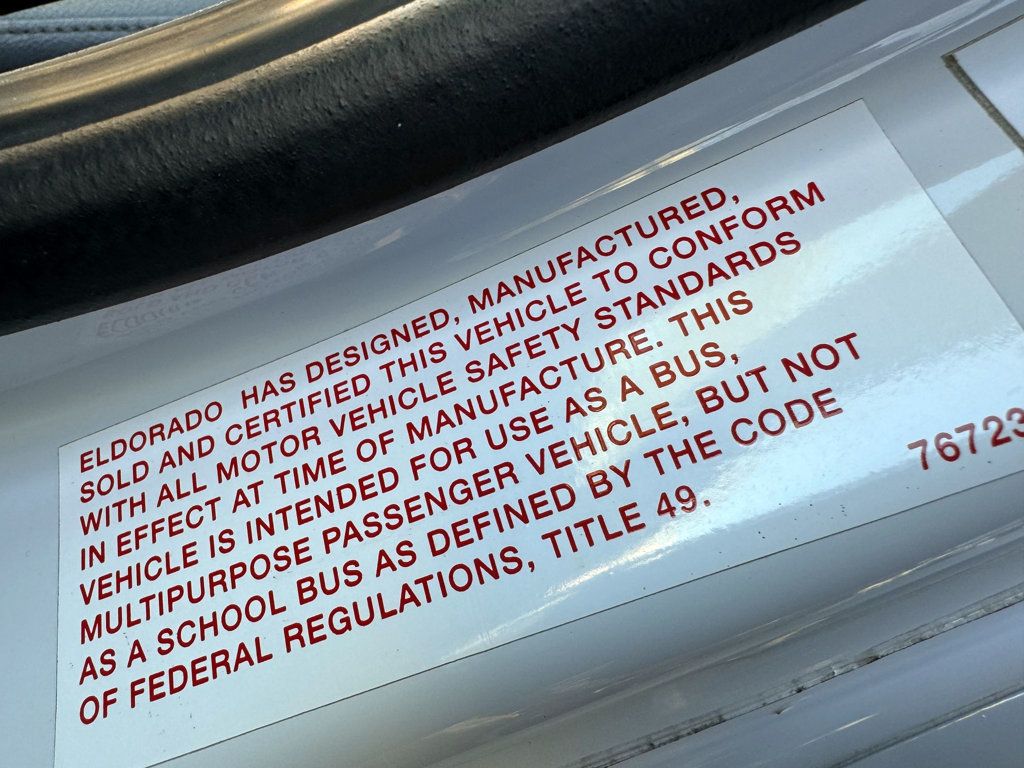 ELDORADO HAS DESIGNED, MANUFACTURED,
SOLD AND CERTIFIED THIS VEHICLE TO CONFORM
WITH ALL MOTOR VEHICLE SAFETY STANDARDS
IN EFFECT AT TIME OF MANUFACTURE. THIS
VEHICLE IS INTENDED FOR USE AS A BUS,
MULTIPURPOSE PASSENGER VEHICLE, BUT NOT
AS A SCHOOL BUS AS DEFINED BY THE CODE
OF FEDERAL REGULATIONS, TITLE 49.
76723